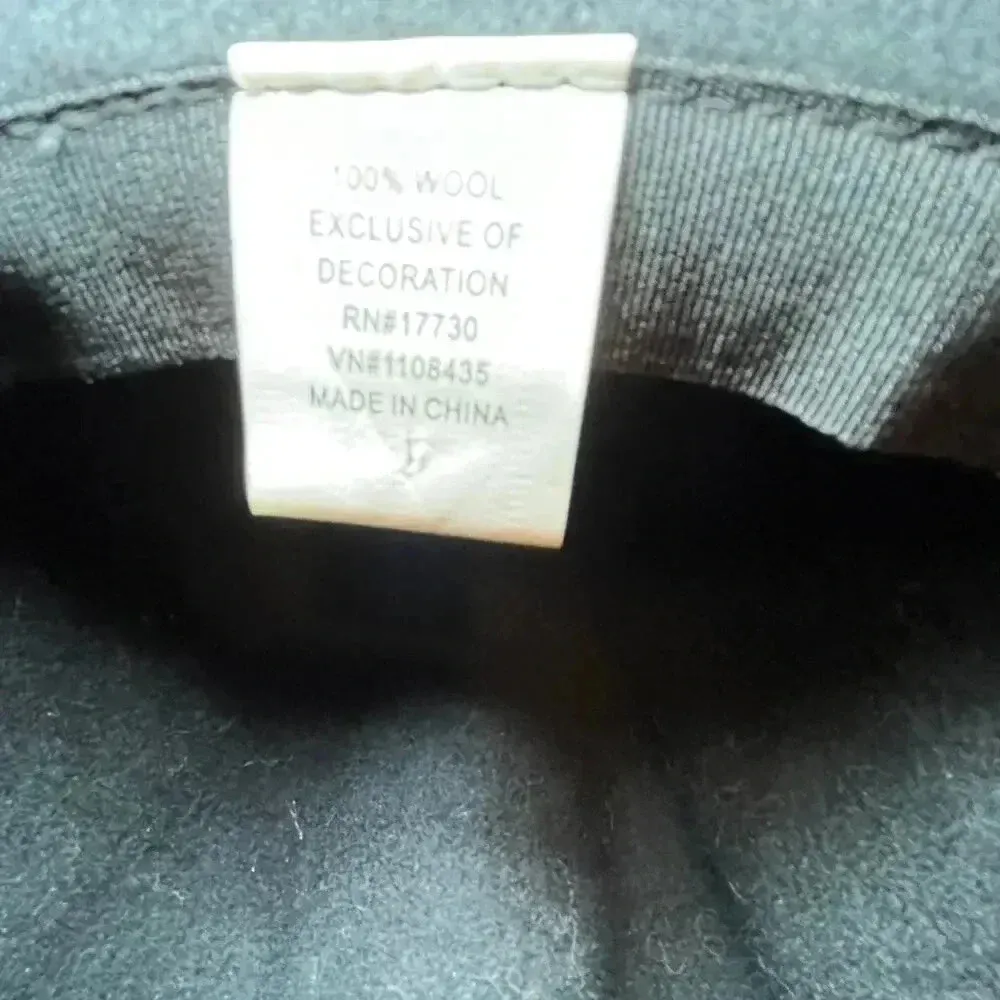 100% WOOL
EXCLUSIVE OF
DECORATION
RN#17730
VN#1108435
MADE IN CHINA